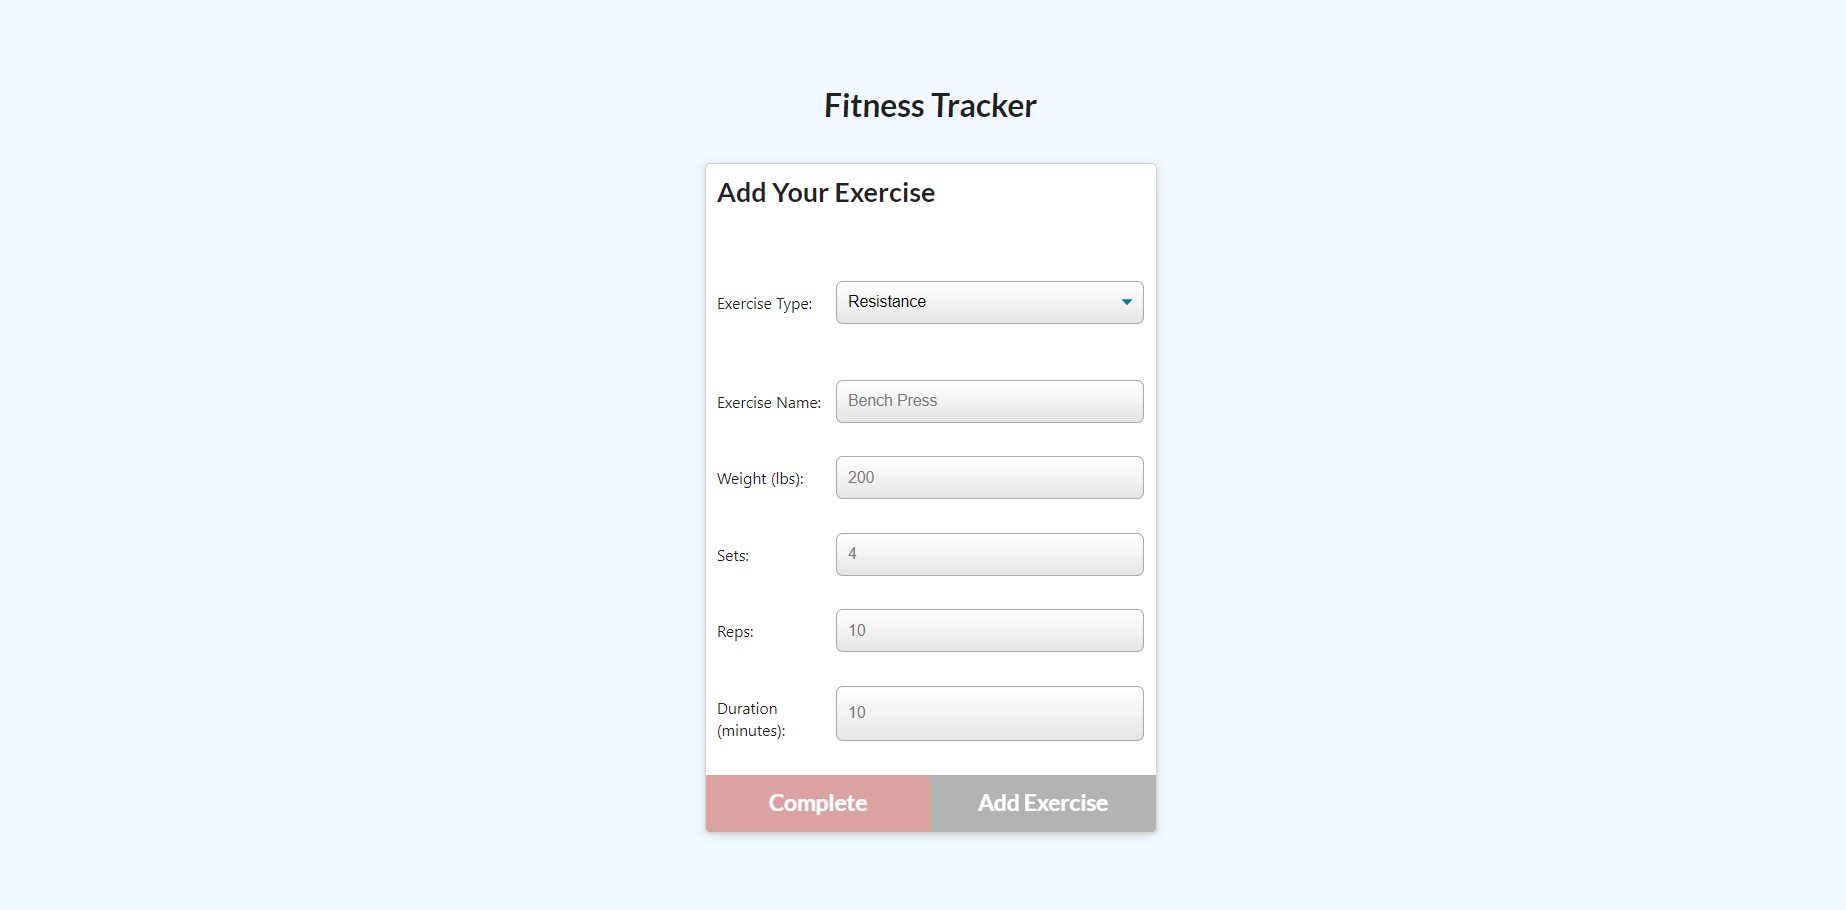 Fitness Tracker
Add Your Exercise
Exercise Type: Resistance
Exercise Name: Bench Press
Weight (lbs): 200
Sets: 4
Reps: 10
Duration
(minutes): 10
Complete Add Exercise